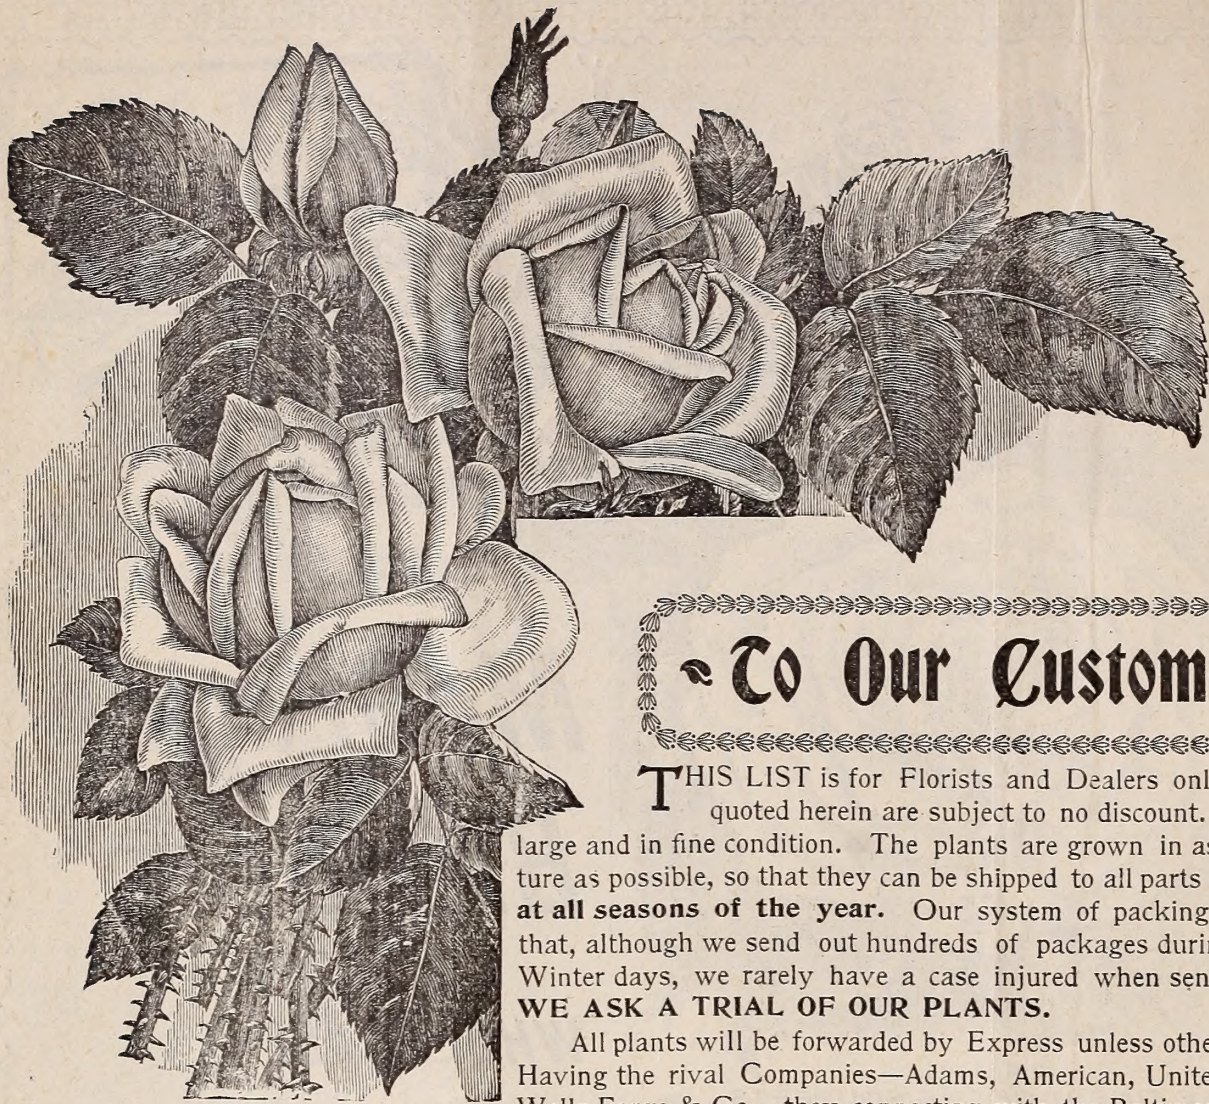 To Our Custom
THIS LIST is for Florists and Dealers onl
quoted herein are subject to no discount.
large and in fine condition. The plants are grown in as
ture as possible, so that they can be shipped to all parts
at all seasons of the year. Our system of packing
that, although we send out hundreds of packages duri
Winter days, we rarely have a case injured when sen
WE ASK A TRIAL OF OUR PLANTS.
All plants will be forwarded by Express unless othe
Having the rival Companies—Adams, American, Unite